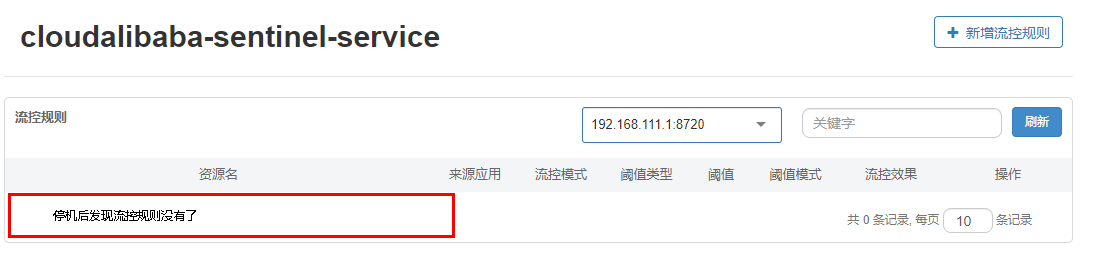 cloudalibaba-sentinel-service
+ 新增流控规则
流控规则
192.168.111.1:8720
关键字
刷新
资源名 来源应用 流控模式 阈值类型 阈值 阈值模式 流控效果 操作
停机后发现流控规则没有了
共 0 条记录, 每页 10 条记录